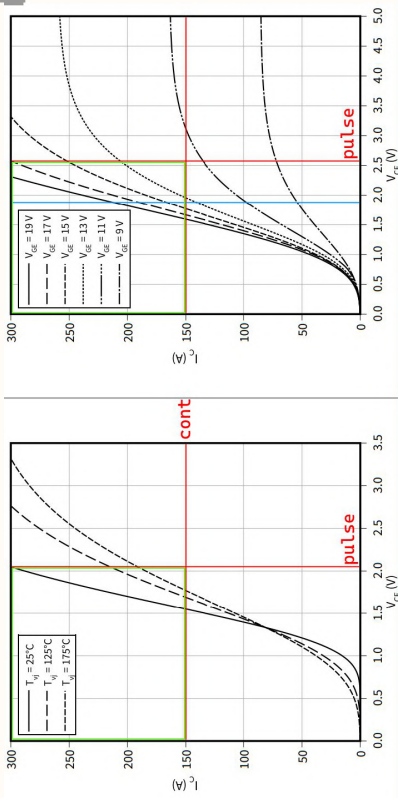 5.0
4.5
4.0
3.5
3.0
2.5
2.0
1.5
1.0
0.5
0.0
V_CE (V)
pulse
V_GE = 19 V
V_GE = 17 V
V_GE = 15 V
V_GE = 13 V
V_GE = 11 V
V_GE = 9 V
300 250 200 150 100 50 0
I_C (A)
cont
3.5
3.0
2.5
2.0
1.5
1.0
0.5
0.0
V_CE (V)
pulse
T_vj = 25°C
T_vj = 125°C
T_vj = 175°C
300 250 200 150 100 50 0
I_C (A)